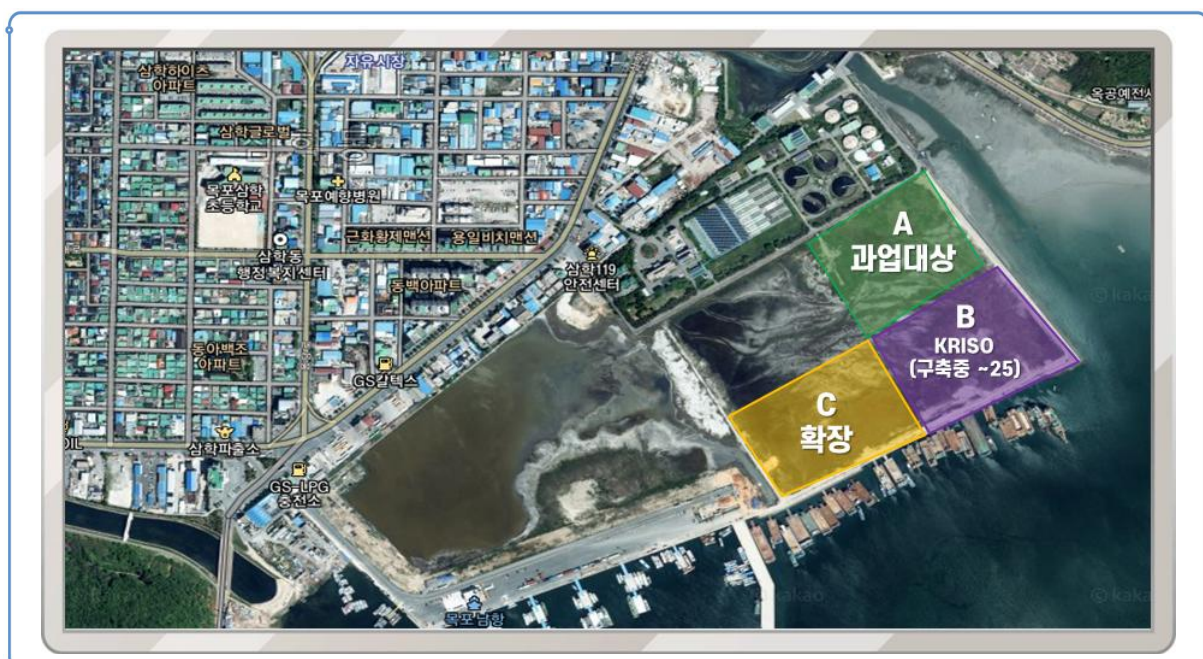 자유시장
삼학하이츠
아파트
옥공예전시
삼학글로벌
목포삼학
초등학교
목포예향병원
근화황제맨션
용일비치맨션
삼학동
행정복지센터
삼학119
안전센터
동백아파트
동아백조
아파트
GS칼텍스
OIL
삼학파출소
GS-LPG
충전소
목포남항
A
과업대상
B
KRISO
(구축중 ~25)
C
확장
© kakao
© kakao